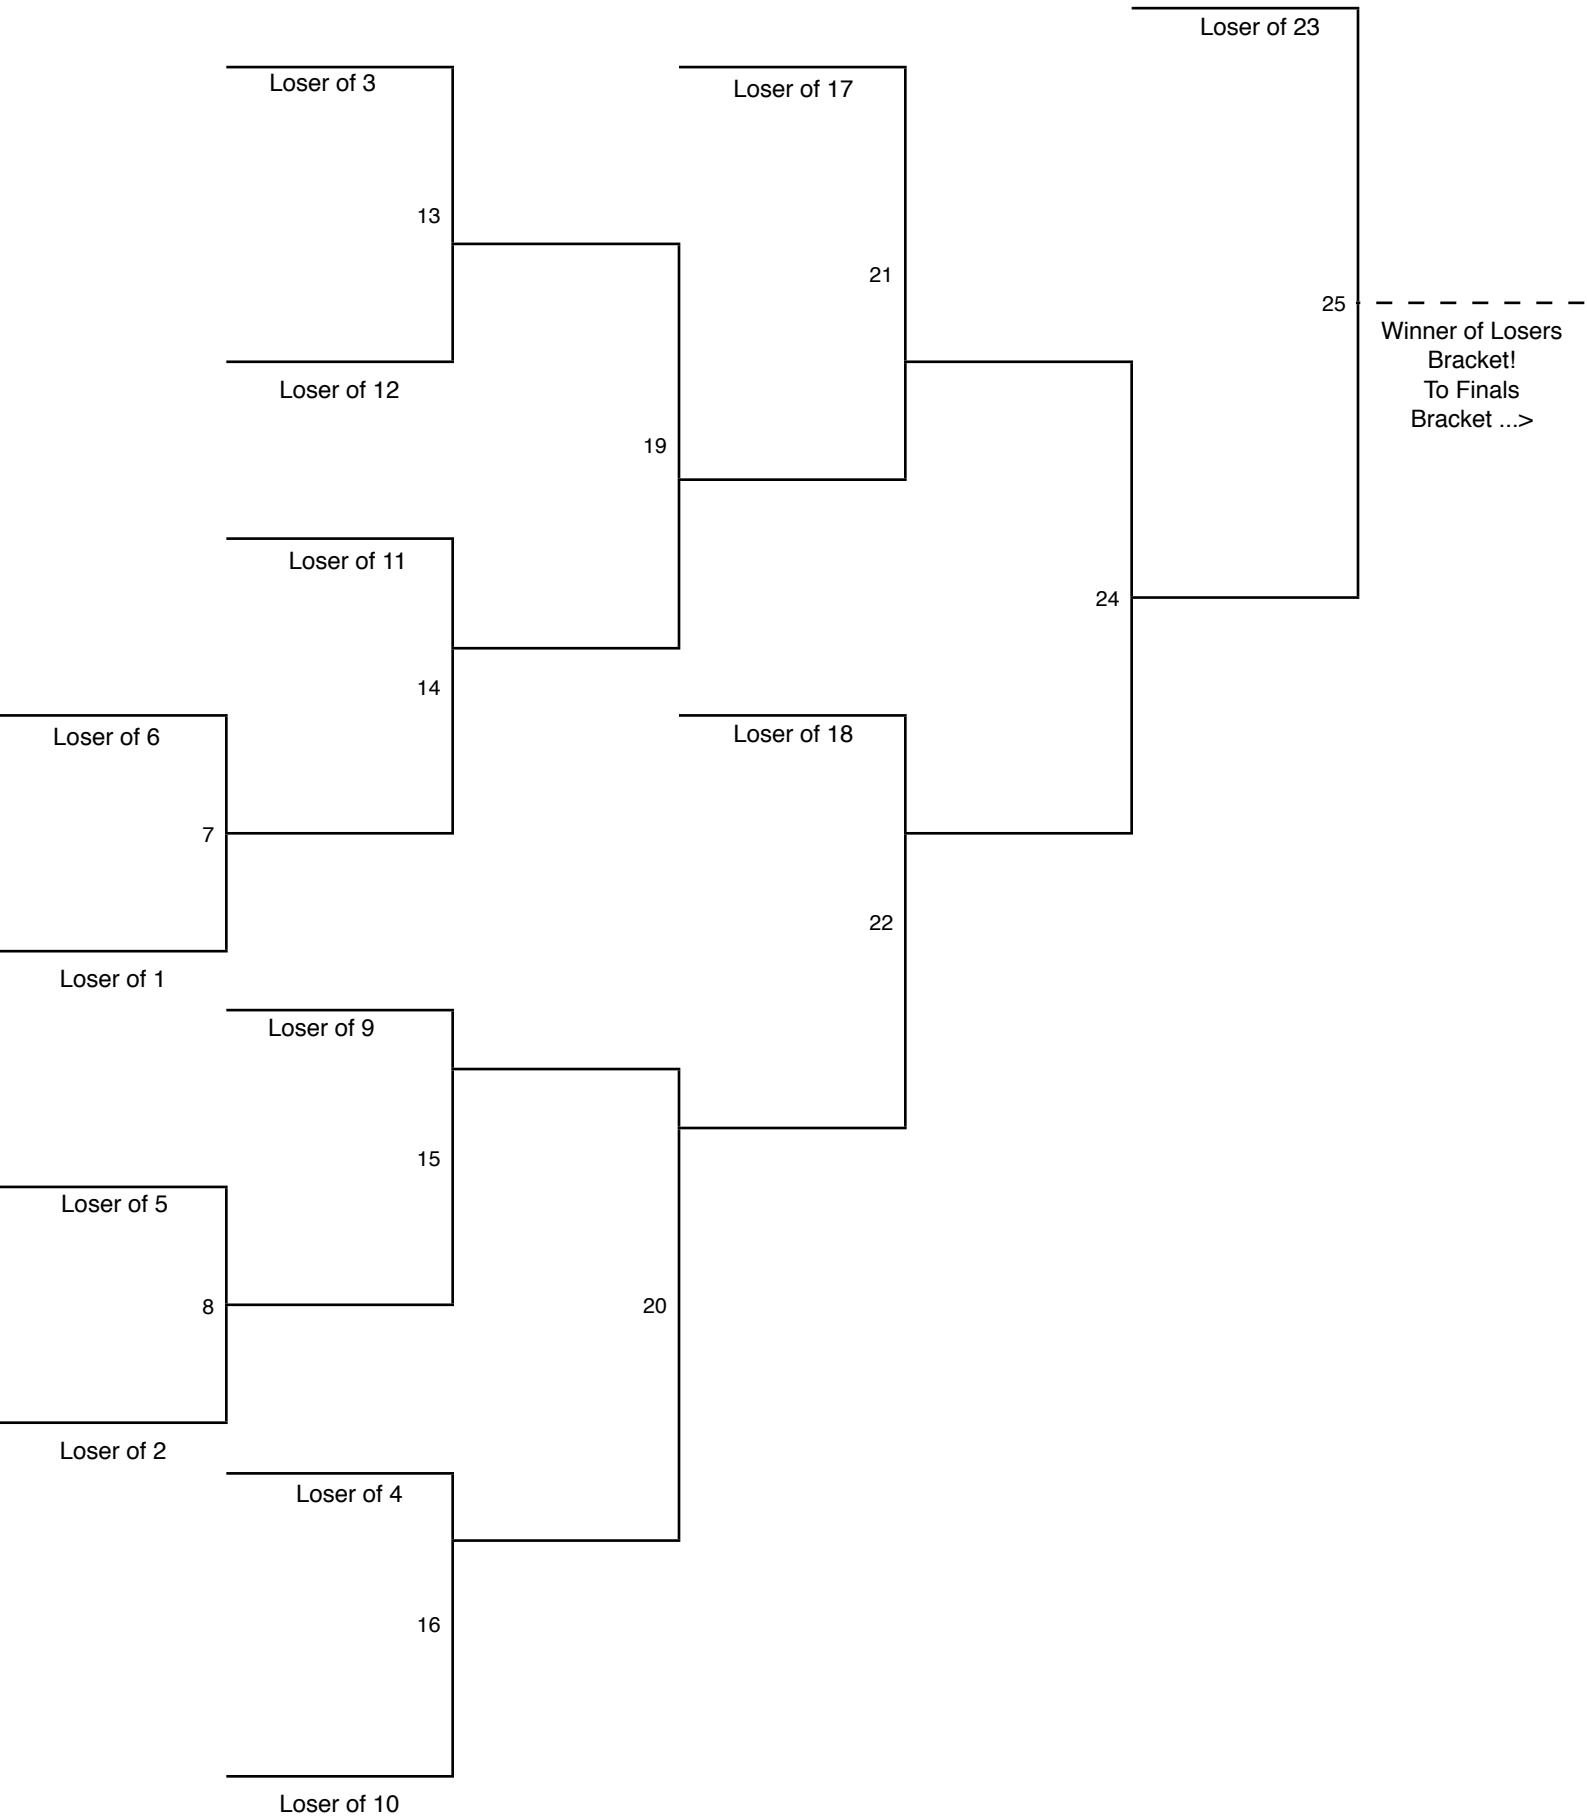 Loser of 23
Loser of 3
Loser of 17
13
21
25
Winner of Losers
Bracket!
To Finals
Bracket ...>
Loser of 12
19
Loser of 11
24
14
Loser of 6
Loser of 18
7
22
Loser of 1
Loser of 9
15
Loser of 5
8
20
Loser of 2
Loser of 4
16
Loser of 10